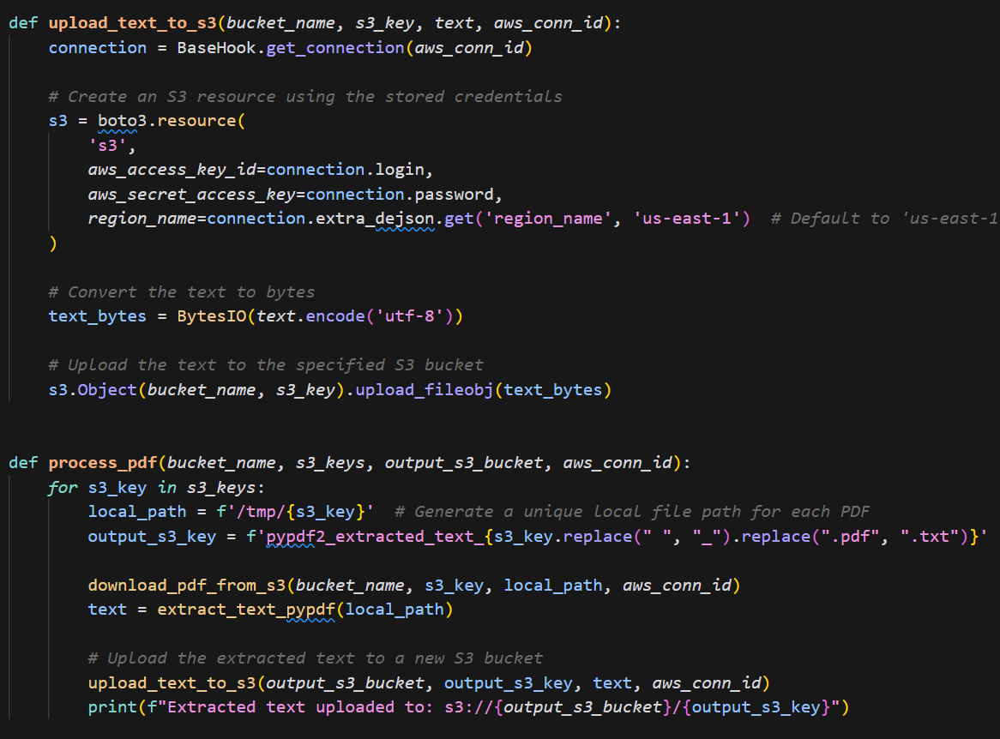 def upload_text_to_s3(bucket_name, s3_key, text, aws_conn_id):
    connection = BaseHook.get_connection(aws_conn_id)

    # Create an S3 resource using the stored credentials
    s3 = boto3.resource(
        's3',
        aws_access_key_id=connection.login,
        aws_secret_access_key=connection.password,
        region_name=connection.extra_dejson.get('region_name', 'us-east-1')  # Default to 'us-east-1
    )

    # Convert the text to bytes
    text_bytes = BytesIO(text.encode('utf-8'))

    # Upload the text to the specified S3 bucket
    s3.Object(bucket_name, s3_key).upload_fileobj(text_bytes)


def process_pdf(bucket_name, s3_keys, output_s3_bucket, aws_conn_id):
    for s3_key in s3_keys:
        local_path = f'/tmp/{s3_key}'  # Generate a unique local file path for each PDF
        output_s3_key = f'pypdf2_extracted_text_{s3_key.replace(" ", "_").replace(".pdf", ".txt")}'

        download_pdf_from_s3(bucket_name, s3_key, local_path, aws_conn_id)
        text = extract_text_pypdf(local_path)

        # Upload the extracted text to a new S3 bucket
        upload_text_to_s3(output_s3_bucket, output_s3_key, text, aws_conn_id)
        print(f"Extracted text uploaded to: s3://{output_s3_bucket}/{output_s3_key}")